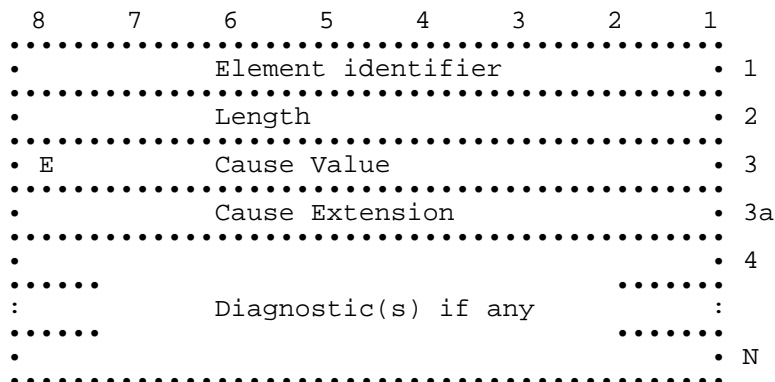 8 7 6 5 4 3 2 1
Element identifier 1
Length 2
E Cause Value 3
Cause Extension 3a
4
: Diagnostic(s) if any :
N